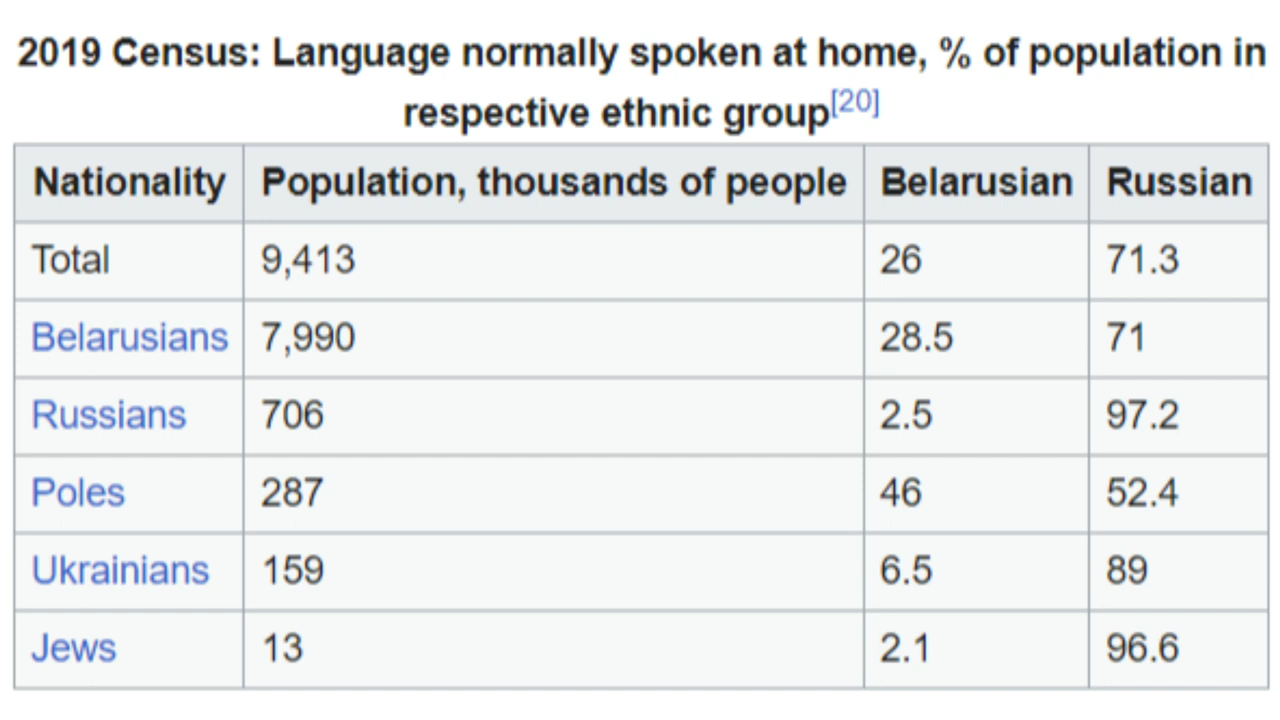 2019 Census: Language normally spoken at home, % of population in
respective ethnic group[20]
Nationality Population, thousands of people Belarusian Russian
Total 9,413 26 71.3
Belarusians 7,990 28.5 71
Russians 706 2.5 97.2
Poles 287 46 52.4
Ukrainians 159 6.5 89
Jews 13 2.1 96.6